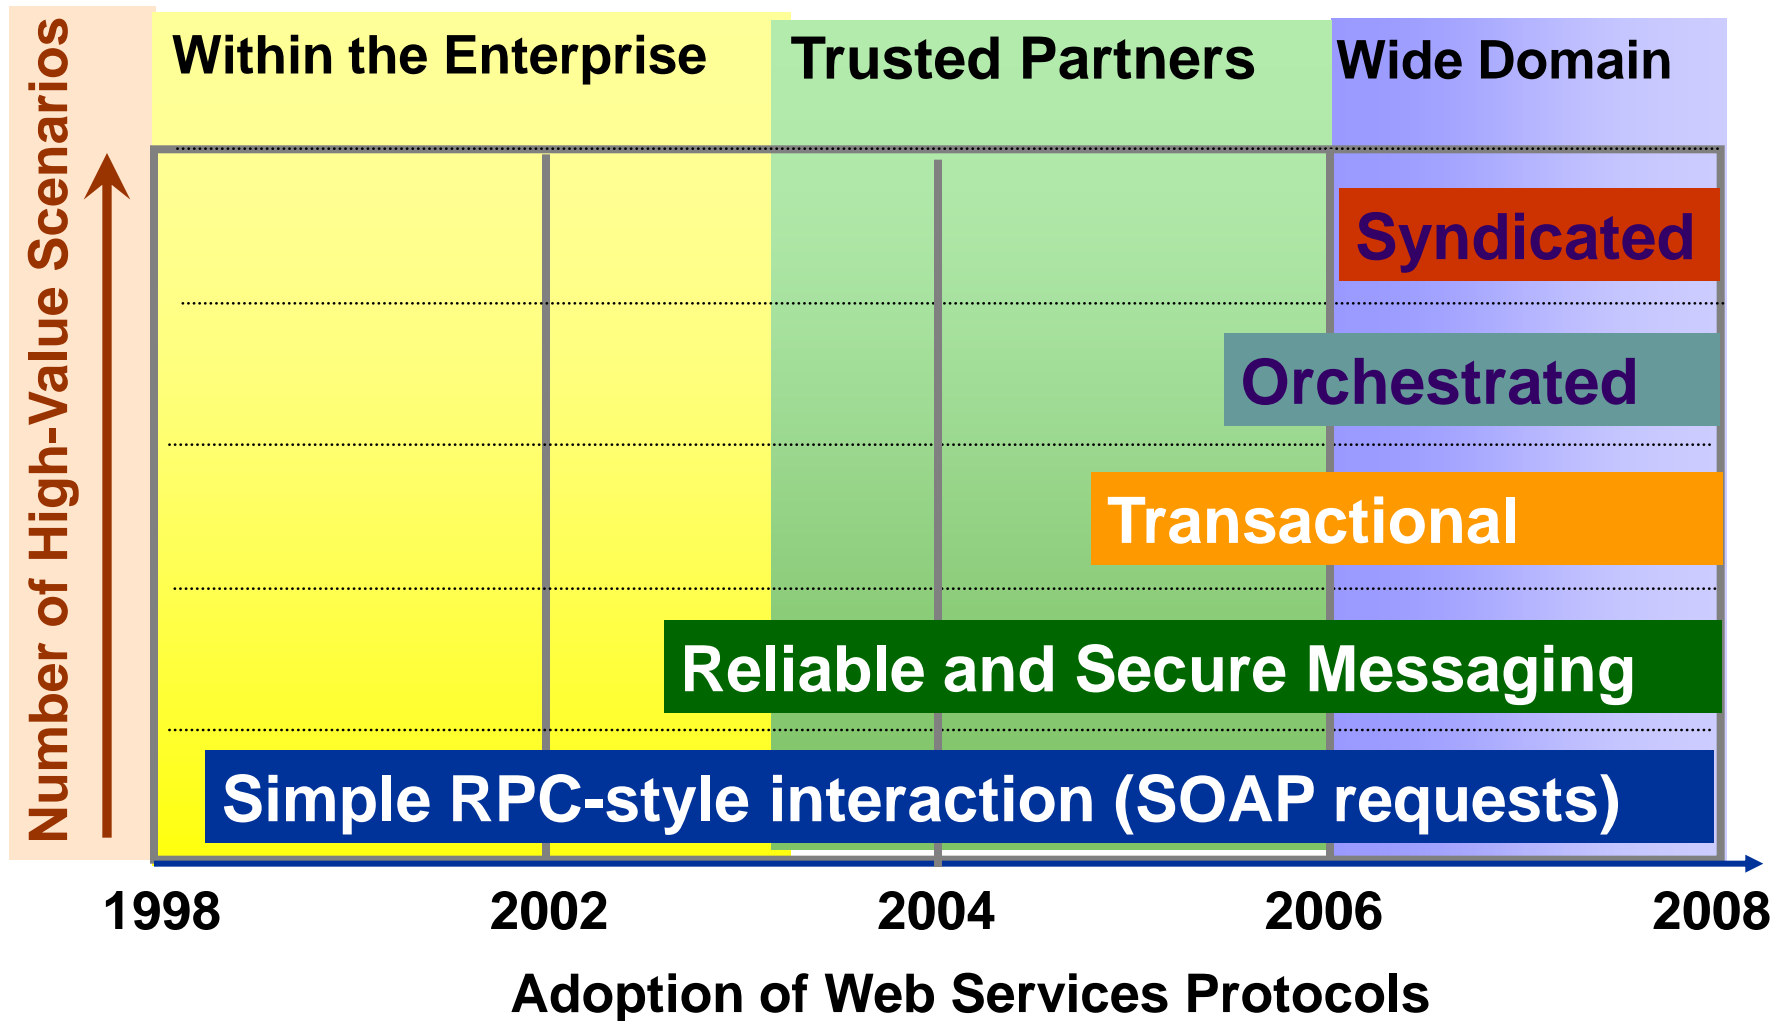 Number of High-Value Scenarios
Within the Enterprise
Trusted Partners
Wide Domain
Syndicated
Orchestrated
Transactional
Reliable and Secure Messaging
Simple RPC-style interaction (SOAP requests)
1998 2002 2004 2006 2008
Adoption of Web Services Protocols